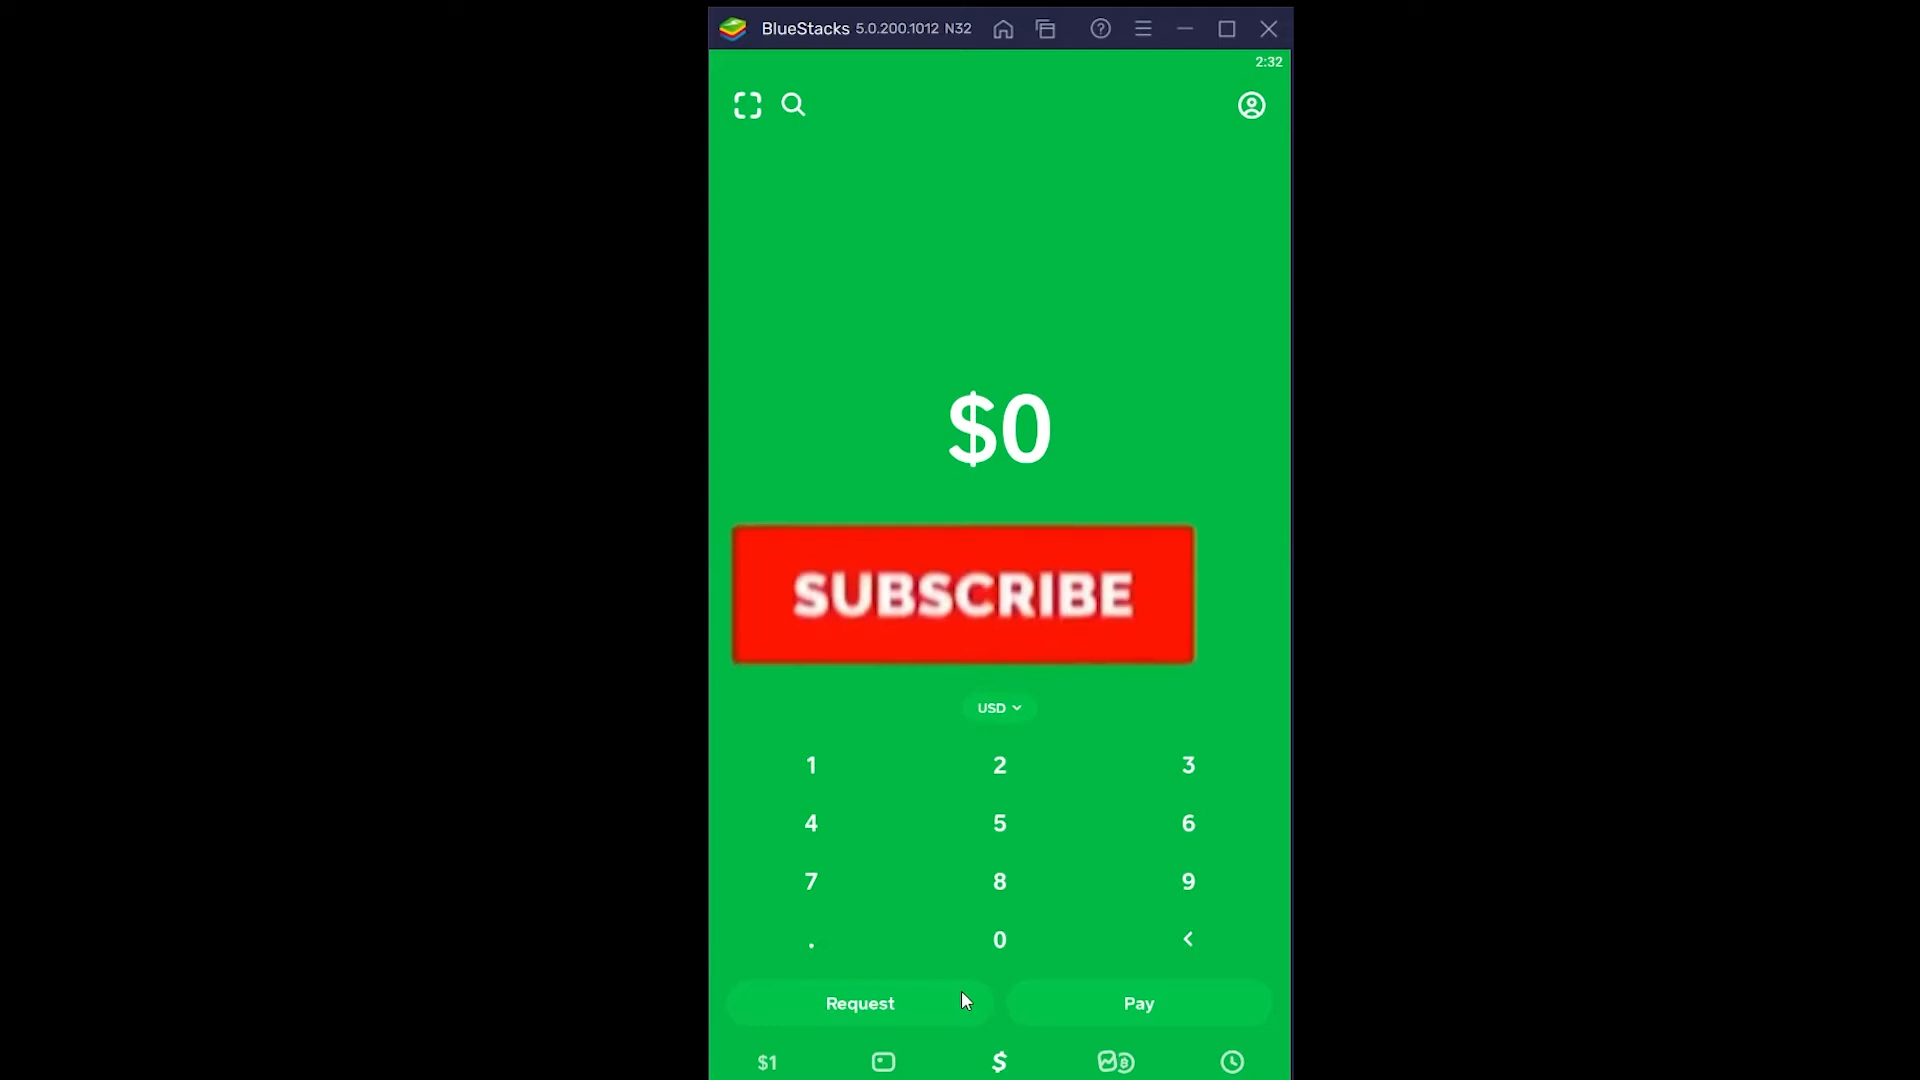 BlueStacks 5.0.200.1012 N32
2:32
$0
SUBSCRIBE
USD
1 2 3
4 5 6
7 8 9
. 0 <
Request Pay
$1 $